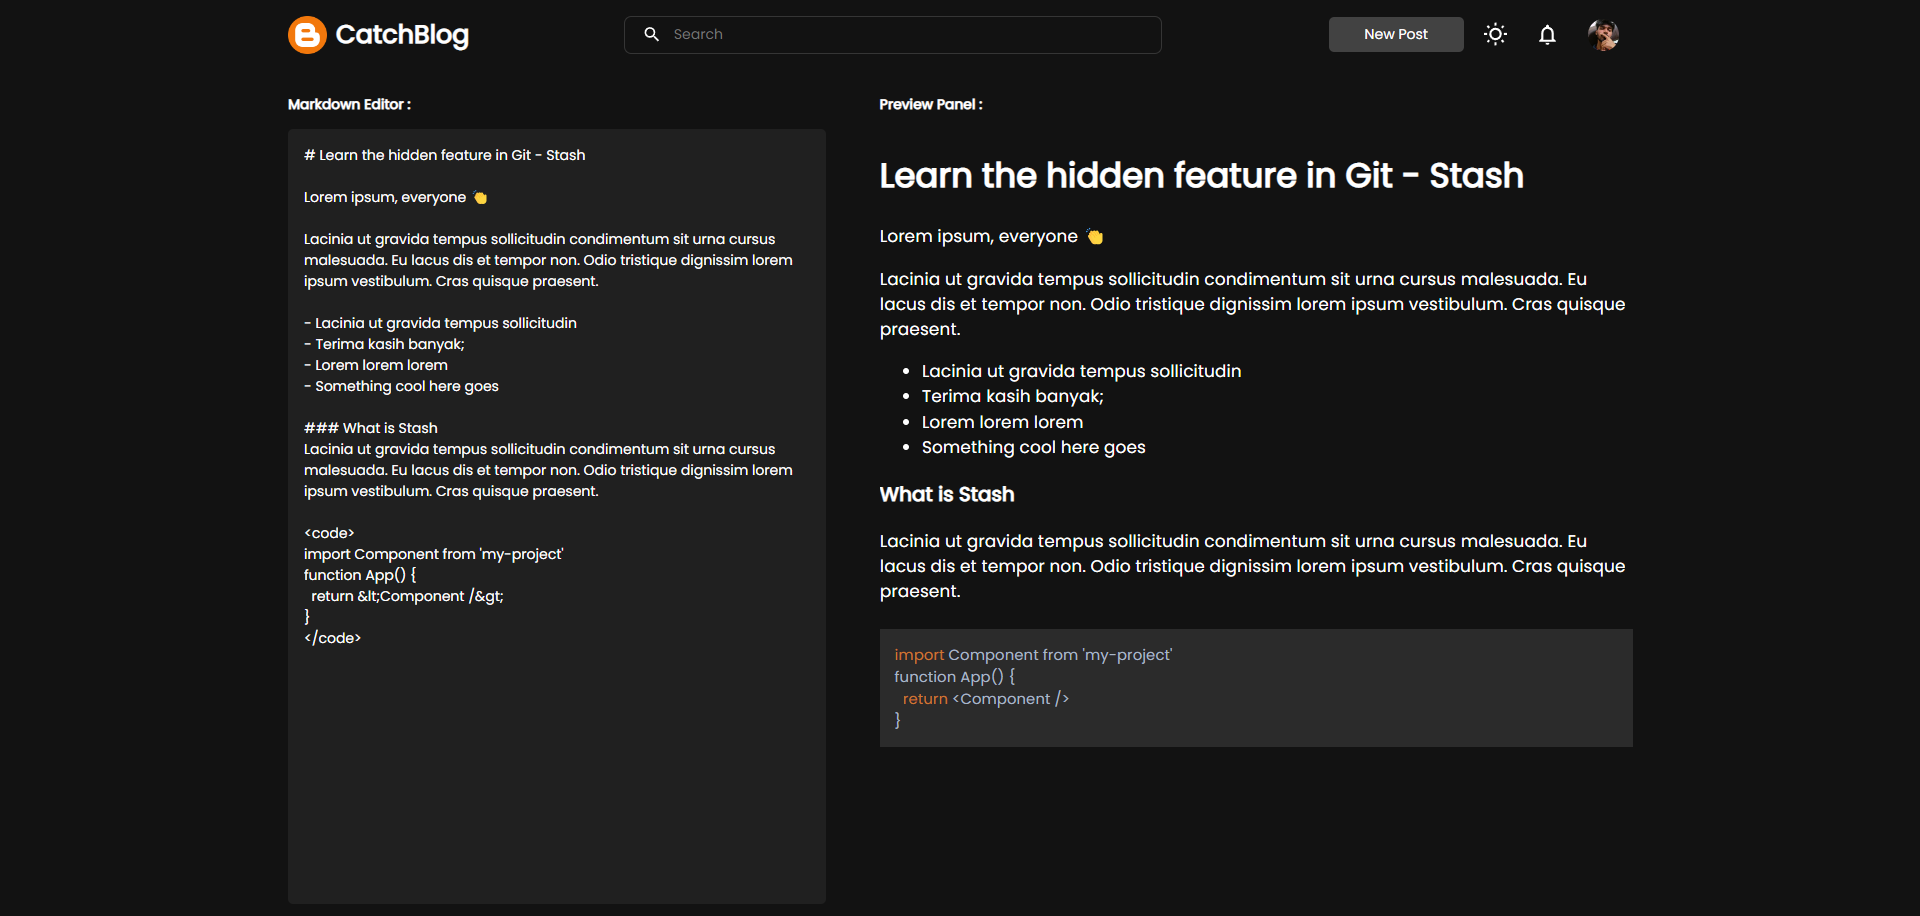 CatchBlog
Search
New Post
Markdown Editor :
# Learn the hidden feature in Git - Stash
Lorem ipsum, everyone 👏
Lacinia ut gravida tempus sollicitudin condimentum sit urna cursus
malesuada. Eu lacus dis et tempor non. Odio tristique dignissim lorem
ipsum vestibulum. Cras quisque praesent.
- Lacinia ut gravida tempus sollicitudin
- Terima kasih banyak;
- Lorem lorem lorem
- Something cool here goes
### What is Stash
Lacinia ut gravida tempus sollicitudin condimentum sit urna cursus
malesuada. Eu lacus dis et tempor non. Odio tristique dignissim lorem
ipsum vestibulum. Cras quisque praesent.
<code>
import Component from 'my-project'
function App() {
  return &lt;Component /&gt;
}
</code>
Preview Panel :
Learn the hidden feature in Git - Stash
Lorem ipsum, everyone 👏
Lacinia ut gravida tempus sollicitudin condimentum sit urna cursus malesuada. Eu
lacus dis et tempor non. Odio tristique dignissim lorem ipsum vestibulum. Cras quisque
praesent.
• Lacinia ut gravida tempus sollicitudin
• Terima kasih banyak;
• Lorem lorem lorem
• Something cool here goes
What is Stash
Lacinia ut gravida tempus sollicitudin condimentum sit urna cursus malesuada. Eu
lacus dis et tempor non. Odio tristique dignissim lorem ipsum vestibulum. Cras quisque
praesent.
import Component from 'my-project'
function App() {
  return <Component />
}